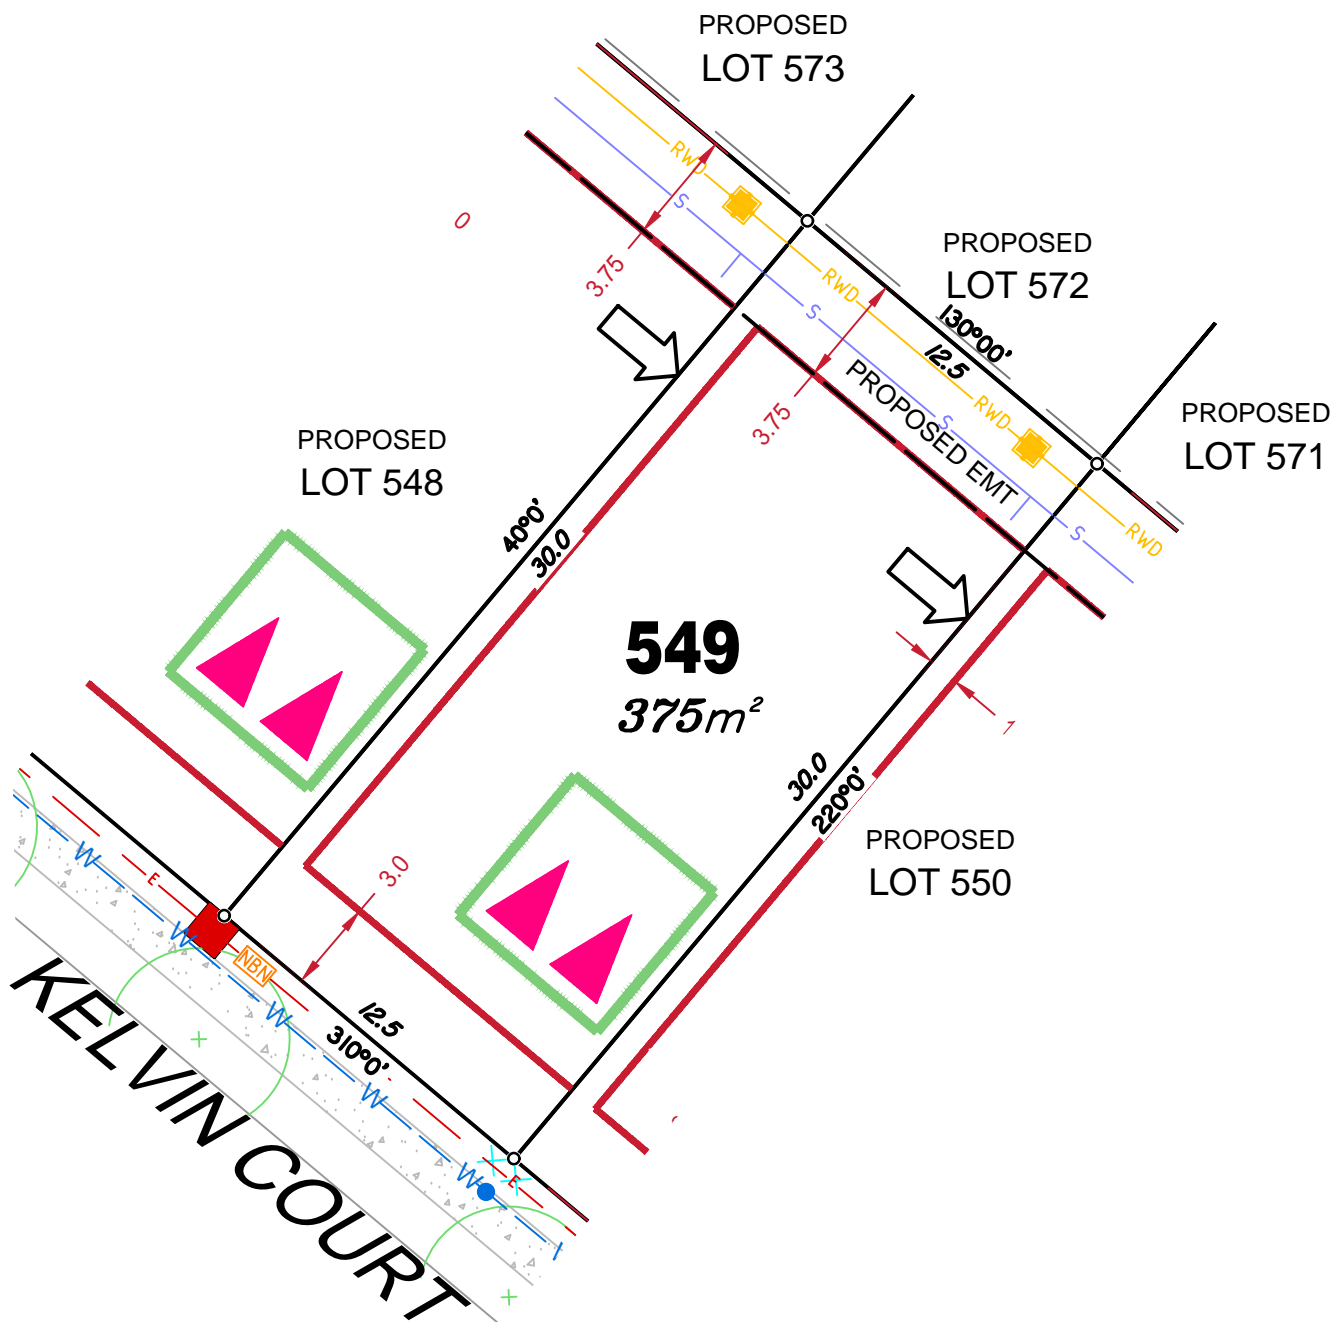 PROPOSED
LOT 573
RWD
S
0
3.75
PROPOSED
LOT 572
RWD
S
130°00'
12.5
3.75
PROPOSED EMT
S
RWD
PROPOSED
LOT 571
S
RWD
PROPOSED
LOT 548
40°0'
30.0
549
375m²
1
30.0
220°0'
PROPOSED
LOT 550
3.0
W
E
W
NBN
W
12.5
310°0'
W
W
E
KELVIN COURT